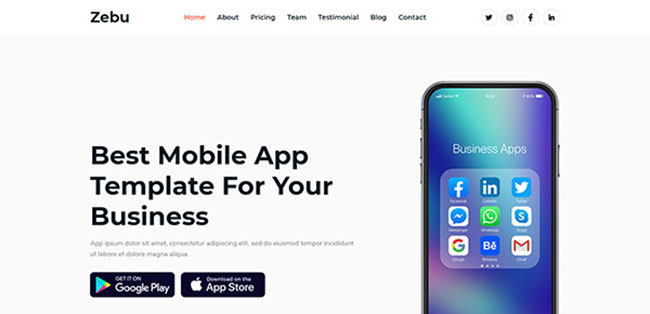 Zebu
Home About Pricing Team Testimonial Blog Contact
Best Mobile App
Template For Your
Business
App ipsum dolor sit amet, consectetur adipiscing elit, sed do eiusmod tempor incididunt
ut labore et dolore magna aliqua.
GET IT ON
Google Play
Download on the
App Store
Business Apps
Facebook LinkedIn Twitter
Messenger WhatsApp Skype
Google Behance Gmail